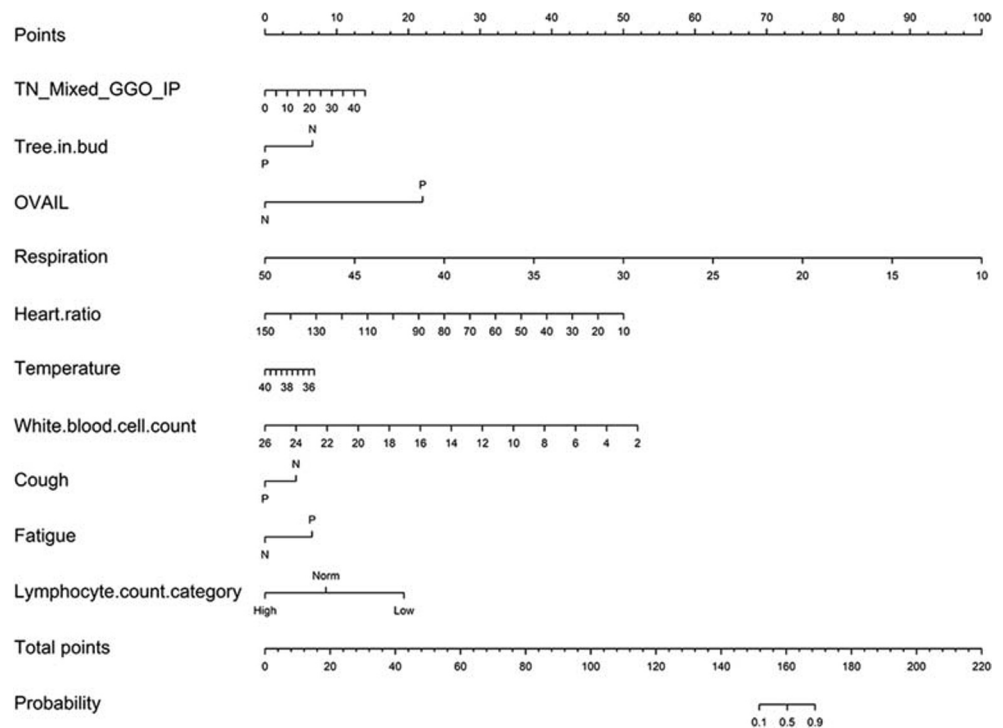 Points 0 10 20 30 40 50 60 70 80 90 100
TN_Mixed_GGO_IP
0 10 20 30 40
N
Tree.in.bud
P
P
OVAIL
N
Respiration
50 45 40 35 30 25 20 15 10
Heart.ratio
150 130 110 90 80 70 60 50 40 30 20 10
Temperature
40 38 36
White.blood.cell.count
26 24 22 20 18 16 14 12 10 8 6 4 2
N
Cough
P
P
Fatigue
N
Norm
Lymphocyte.count.category
High Low
Total points
0 20 40 60 80 100 120 140 160 180 200 220
Probability
0.1 0.5 0.9